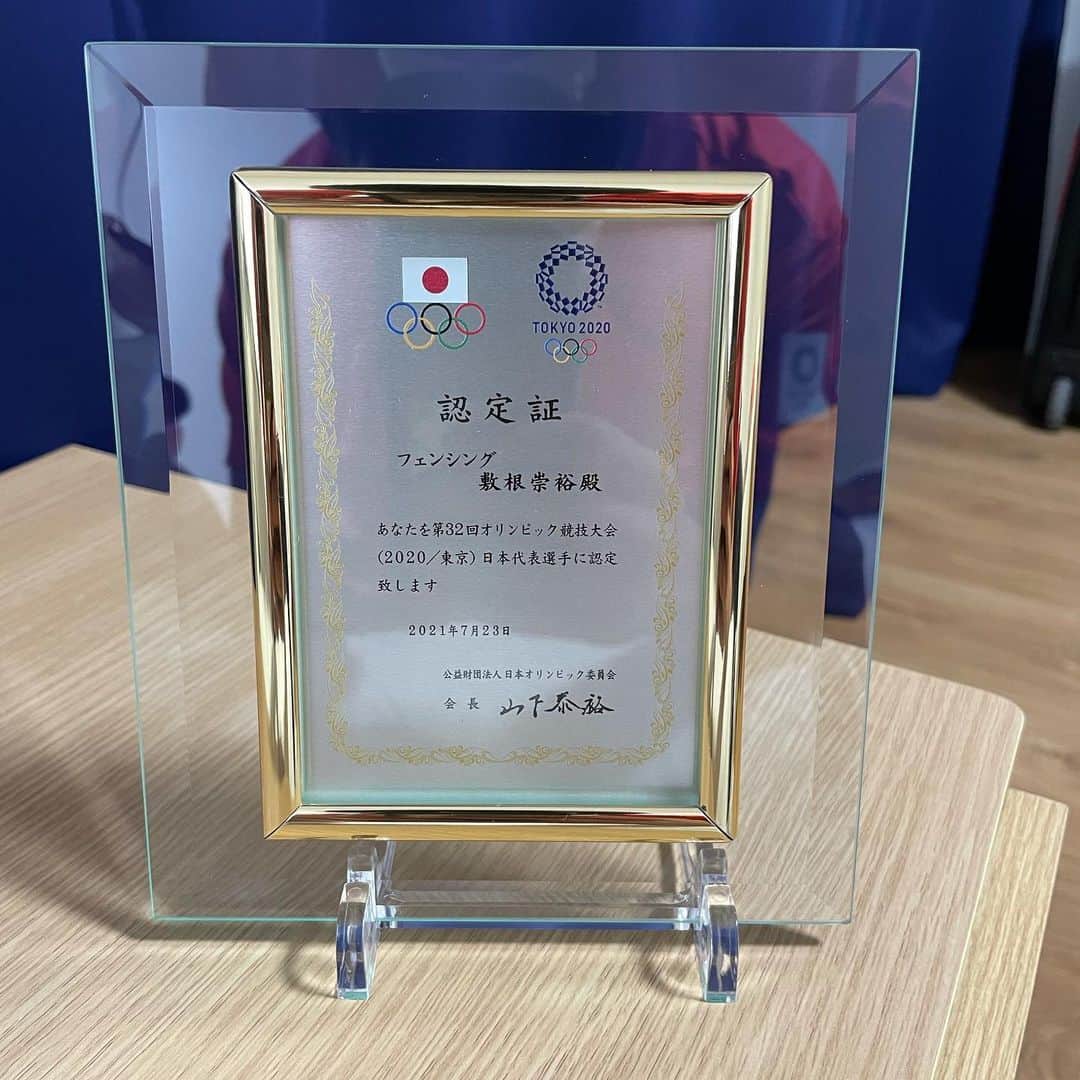 TOKYO 2020
認定証
フェンシング
敷根崇裕殿
あなたを第32回オリンピック競技大会
(2020/東京)日本代表選手に認定
致します
2021年7月23日
公益財団法人日本オリンピック委員会
会長 山下泰裕